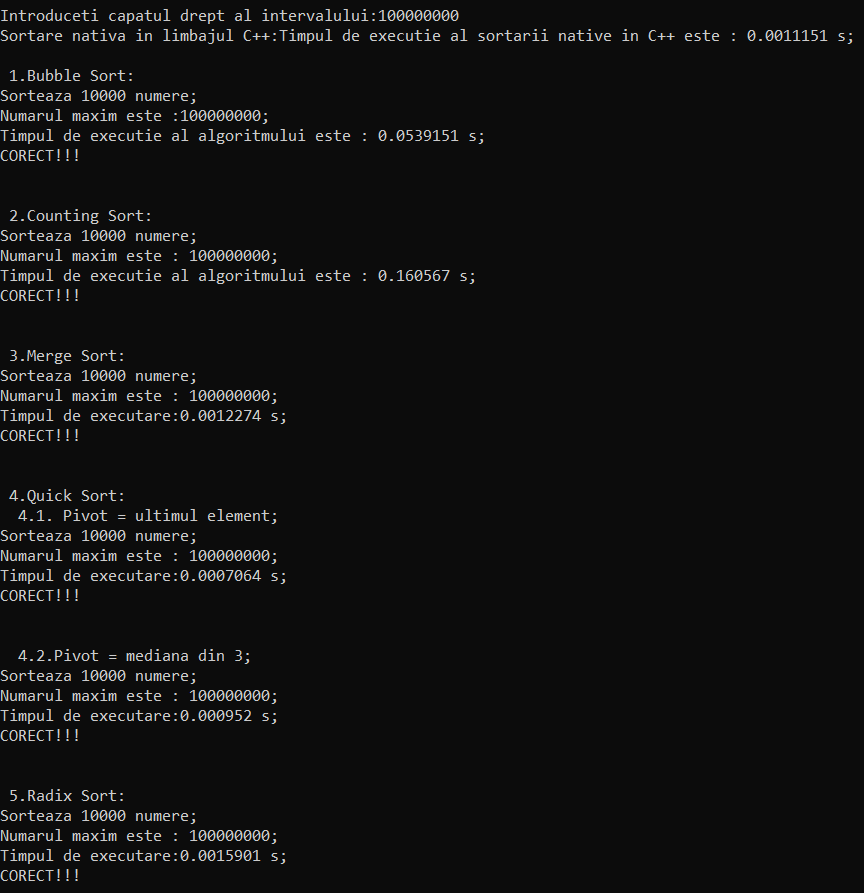 Introduceti capatul drept al intervalului:100000000
Sortare nativa in limbajul C++:Timpul de executie al sortarii native in C++ este : 0.0011151 s;
1.Bubble Sort:
Sorteaza 10000 numere;
Numarul maxim este :100000000;
Timpul de executie al algoritmului este : 0.0539151 s;
CORECT!!!
2.Counting Sort:
Sorteaza 10000 numere;
Numarul maxim este : 100000000;
Timpul de executie al algoritmului este : 0.160567 s;
CORECT!!!
3.Merge Sort:
Sorteaza 10000 numere;
Numarul maxim este : 100000000;
Timpul de executare:0.0012274 s;
CORECT!!!
4.Quick Sort:
4.1. Pivot = ultimul element;
Sorteaza 10000 numere;
Numarul maxim este : 100000000;
Timpul de executare:0.0007064 s;
CORECT!!!
4.2.Pivot = mediana din 3;
Sorteaza 10000 numere;
Numarul maxim este : 100000000;
Timpul de executare:0.000952 s;
CORECT!!!
5.Radix Sort:
Sorteaza 10000 numere;
Numarul maxim este : 100000000;
Timpul de executare:0.0015901 s;
CORECT!!!